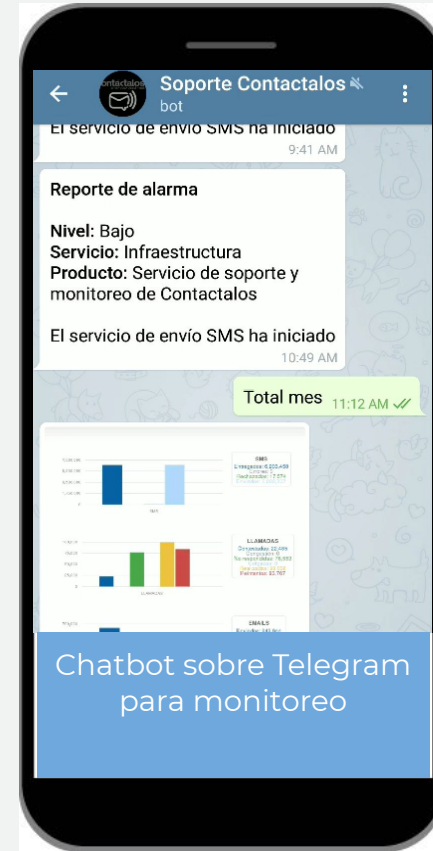 contactalos
Soporte Contactalos
bot
El servicio de envío SMS ha iniciado
9:41 AM
Reporte de alarma
Nivel: Bajo
Servicio: Infraestructura
Producto: Servicio de soporte y
monitoreo de Contactalos
El servicio de envío SMS ha iniciado
10:49 AM
Total mes 11:12 AM
SMS
LLAMADAS
LLAMADAS
EMAILS
Chatbot sobre Telegram
para monitoreo